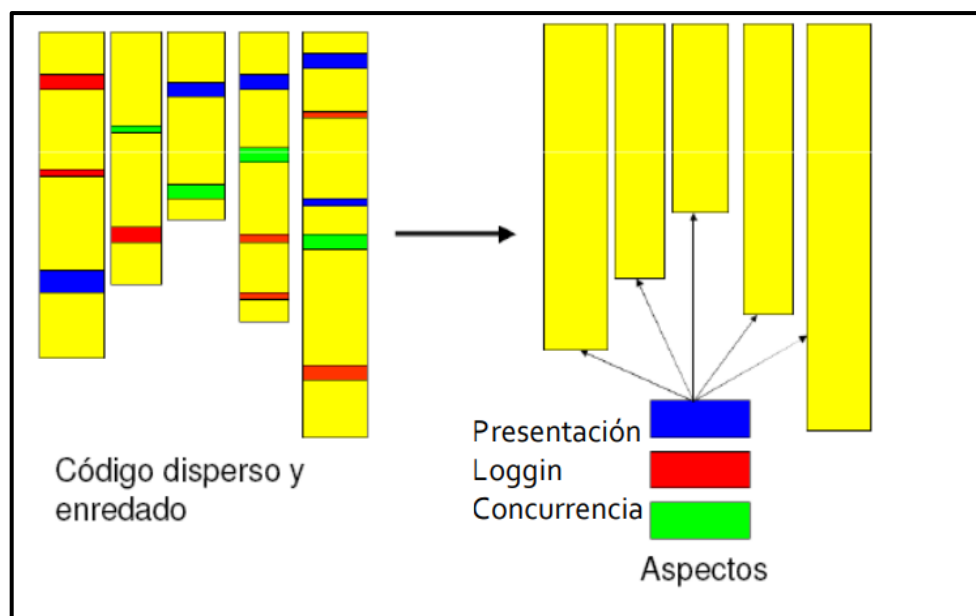 Código disperso y
enredado
Presentación
Loggin
Concurrencia
Aspectos